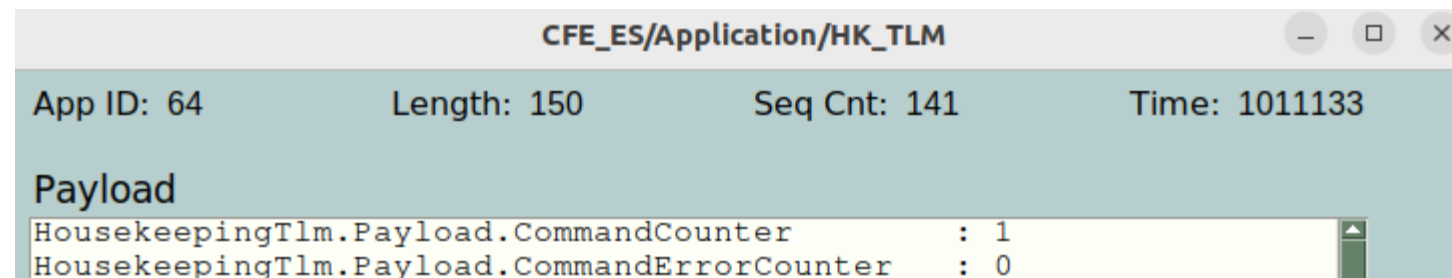 CFE_ES/Application/HK_TLM
App ID: 64 Length: 150 Seq Cnt: 141 Time: 1011133
Payload
HousekeepingTlm.Payload.CommandCounter : 1
HousekeepingTlm.Payload.CommandErrorCounter : 0